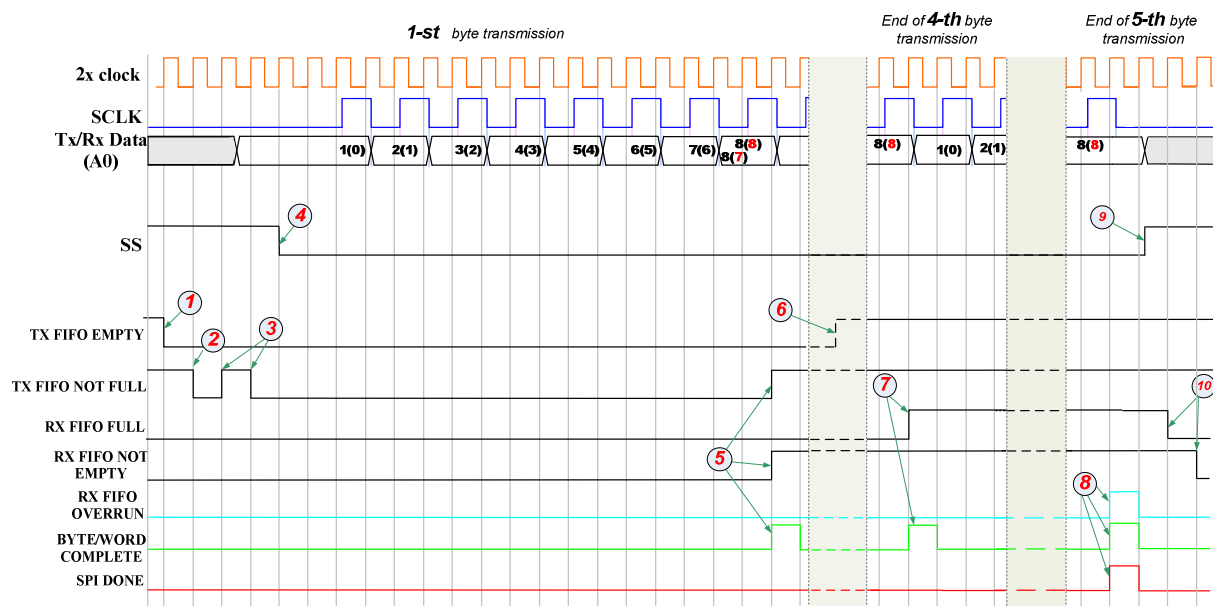 1-st byte transmission
End of 4-th byte
transmission
End of 5-th byte
transmission
2x clock
SCLK
Tx/Rx Data
(A0)
1(0) 2(1) 3(2) 4(3) 5(4) 6(5) 7(6) 8(8)
8(7)
8(8) 1(0) 2(1) 8(8)
4
9
SS
1
6
TX FIFO EMPTY
2 3
TX FIFO NOT FULL
7 10
RX FIFO FULL
5
RX FIFO NOT
EMPTY
8
RX FIFO
OVERRUN
BYTE/WORD
COMPLETE
SPI DONE